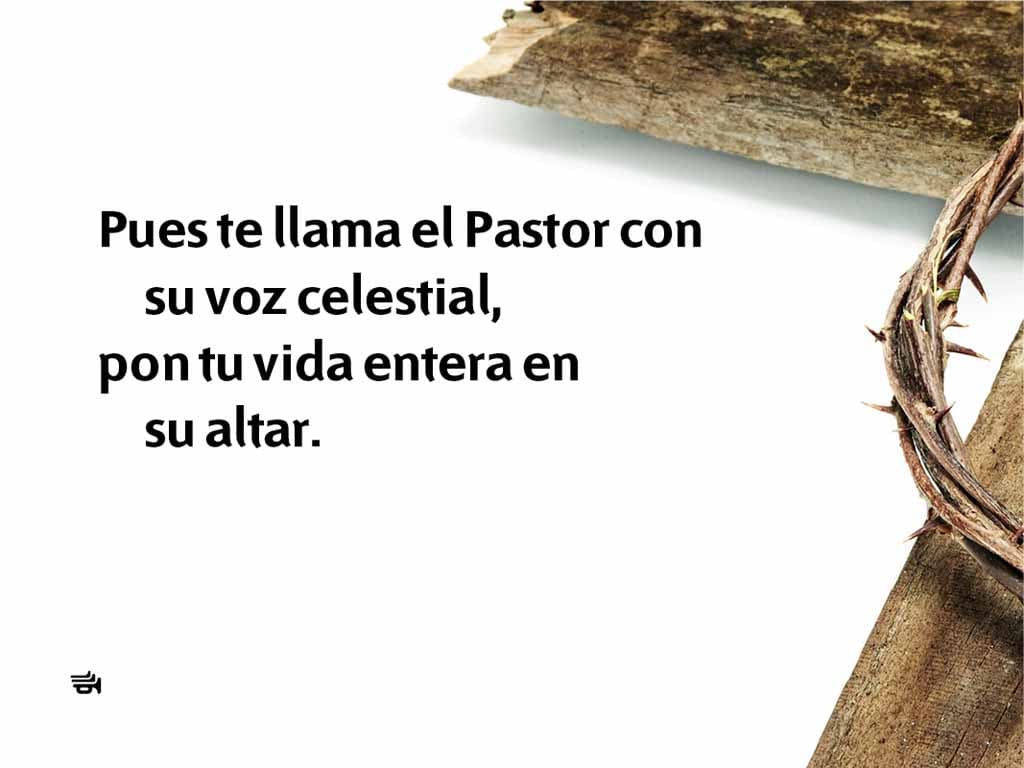 Pues te llama el Pastor con
su voz celestial,
pon tu vida entera en
su altar.